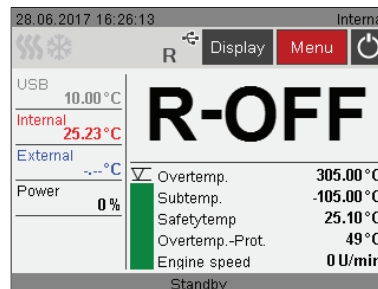 28.06.2017 16:26:13 Interna
R Display Menu
USB
10.00°C
Internal
25.23°C
External
-.--°C
Power
0 %
R-OFF
Overtemp. 305.00°C
Subtemp. -105.00°C
Safetytemp 25.10°C
Overtemp.-Prot. 49°C
Engine speed 0 U/min
Standby